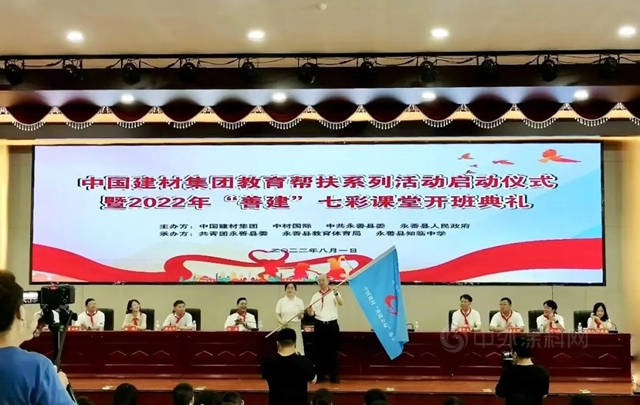 中国建材集团教育帮扶系列活动启动仪式
暨2022年“善建”七彩课堂开班典礼
主办方：中国建材集团 中材国际 中共永善县委 永善县人民政府
承办方：共青团永善县委 永善县教育体育局 永善县知临中学
二〇二二年八月一日
中外涂料网